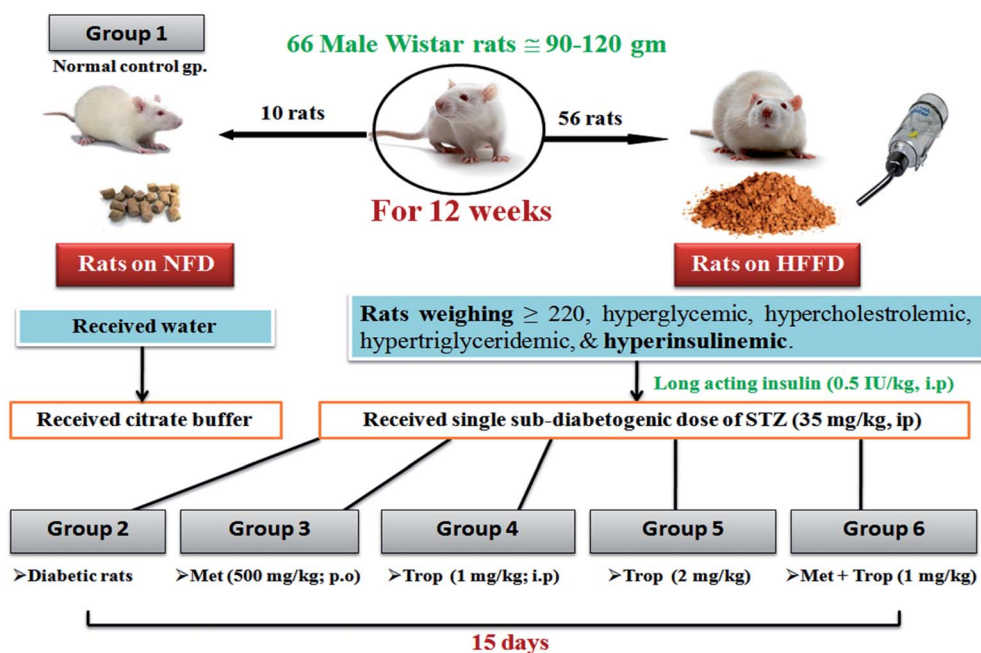 Group 1
Normal control gp.
66 Male Wistar rats ≅ 90-120 gm
10 rats
56 rats
For 12 weeks
Rats on NFD
Rats on HFFD
Received water
Rats weighing ≥ 220, hyperglycemic, hypercholestrolemic,
hypertriglyceridemic, & hyperinsulinemic.
Long acting insulin (0.5 IU/kg, i.p)
Received citrate buffer
Received single sub-diabetogenic dose of STZ (35 mg/kg, ip)
Group 2
Group 3
Group 4
Group 5
Group 6
➢Diabetic rats
➢Met (500 mg/kg; p.o)
➢Trop (1 mg/kg; i.p)
➢Trop (2 mg/kg)
➢Met + Trop (1 mg/kg)
15 days